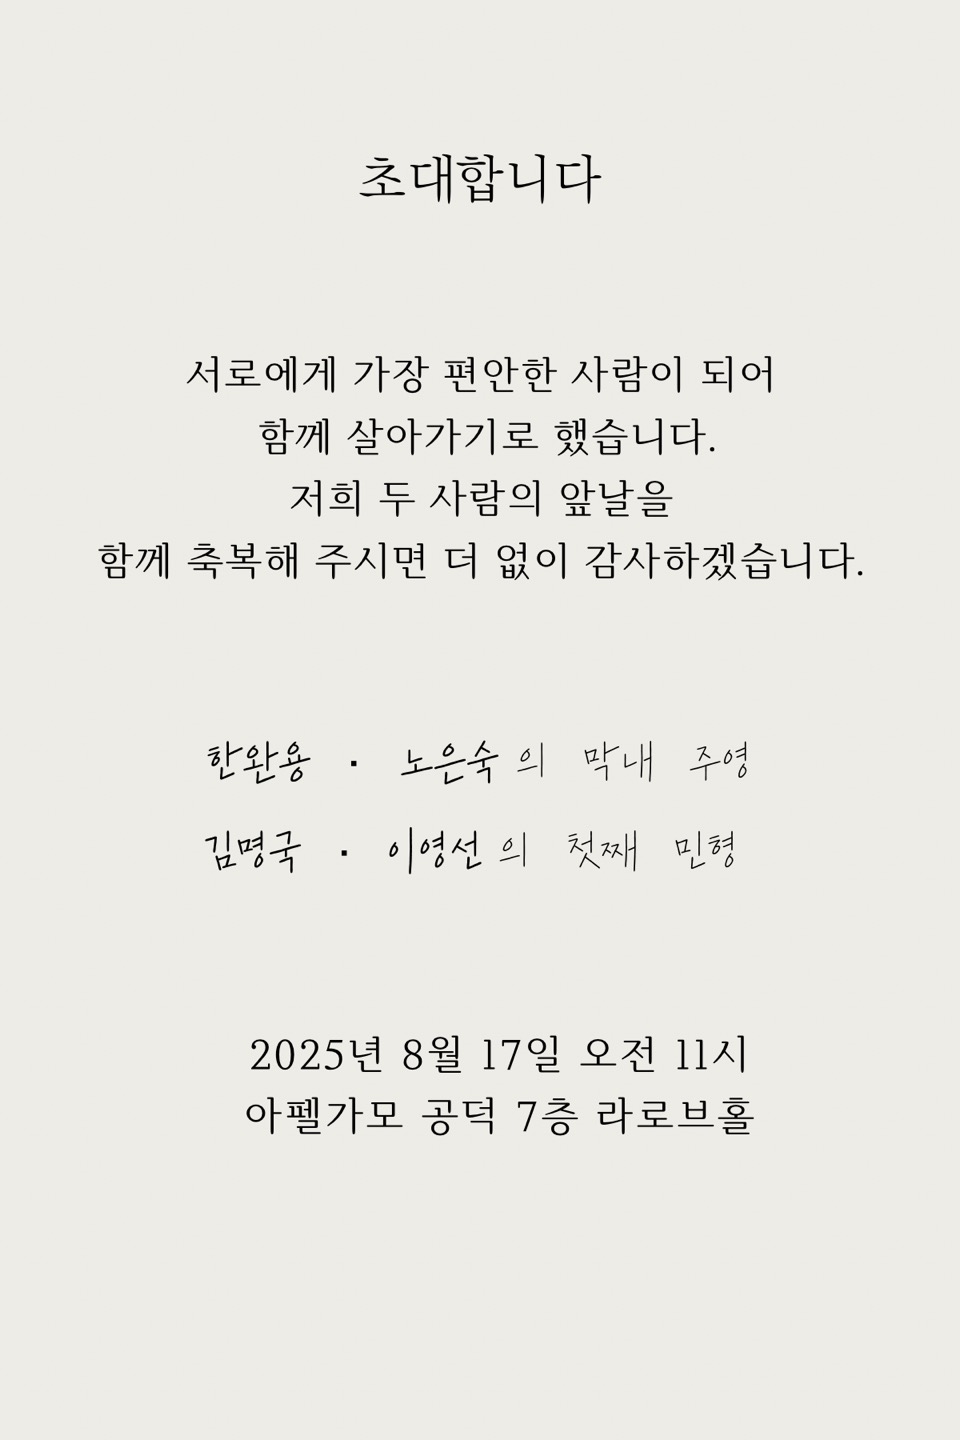 초대합니다
서로에게 가장 편안한 사람이 되어
함께 살아가기로 했습니다.
저희 두 사람의 앞날을
함께 축복해 주시면 더 없이 감사하겠습니다.
한완용 · 노은숙의 막내 주영
김명국 · 이영선의 첫째 민형
2025년 8월 17일 오전 11시
아펠가모 공덕 7층 라로브홀